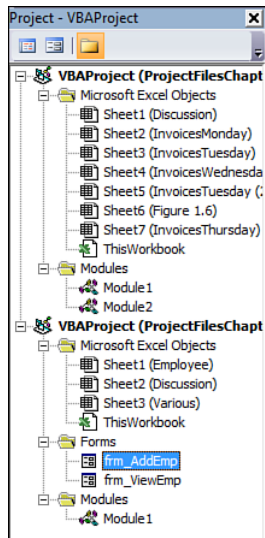 Project - VBAProject
VBAProject (ProjectFilesChapt
Microsoft Excel Objects
Sheet1 (Discussion)
Sheet2 (InvoicesMonday)
Sheet3 (InvoicesTuesday)
Sheet4 (InvoicesWednesda
Sheet5 (InvoicesTuesday (2
Sheet6 (Figure 1.6)
Sheet7 (InvoicesThursday)
ThisWorkbook
Modules
Module1
Module2
VBAProject (ProjectFilesChapt
Microsoft Excel Objects
Sheet1 (Employee)
Sheet2 (Discussion)
Sheet3 (Various)
ThisWorkbook
Forms
frm_AddEmp
frm_ViewEmp
Modules
Module1